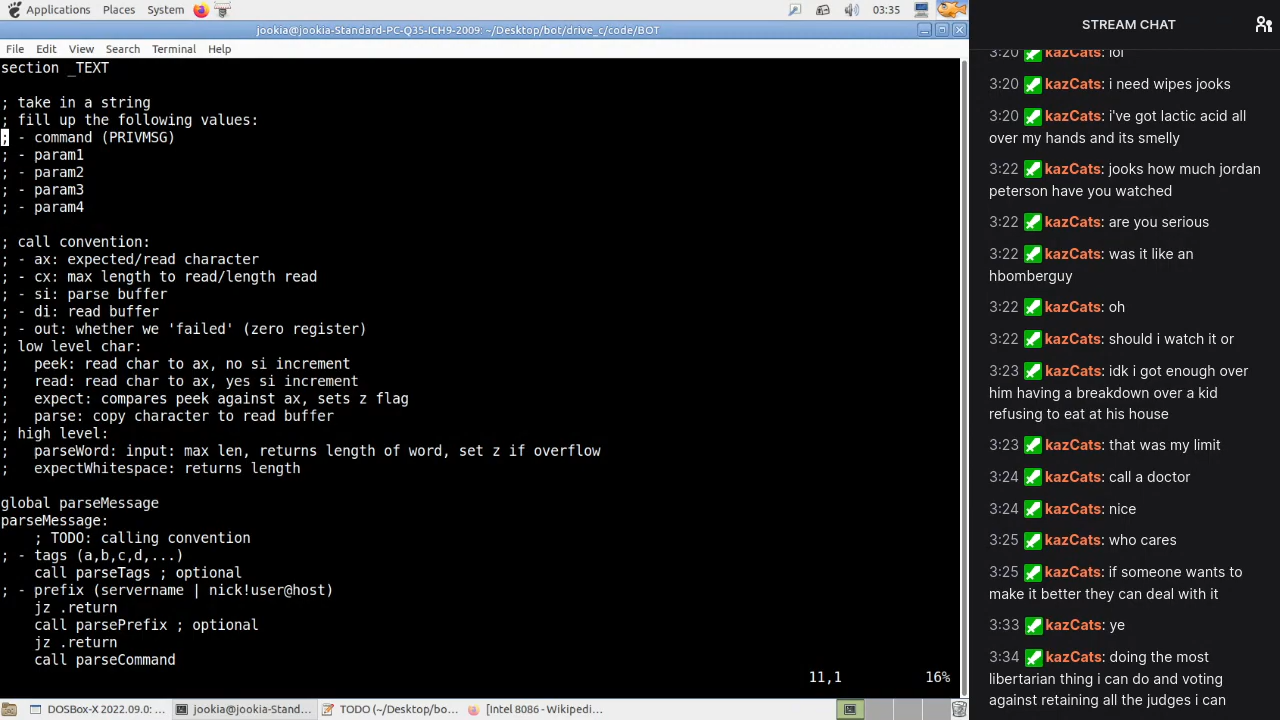 Applications Places System 03:35
jookia@jookia-Standard-PC-Q35-ICH9-2009: ~/Desktop/bot/drive_c/code/BOT
File Edit View Search Terminal Help
section _TEXT
; take in a string
; fill up the following values:
; - command (PRIVMSG)
; - param1
; - param2
; - param3
; - param4
; call convention:
; - ax: expected/read character
; - cx: max length to read/length read
; - si: parse buffer
; - di: read buffer
; - out: whether we 'failed' (zero register)
; low level char:
;   peek: read char to ax, no si increment
;   read: read char to ax, yes si increment
;   expect: compares peek against ax, sets z flag
;   parse: copy character to read buffer
; high level:
;   parseWord: input: max len, returns length of word, set z if overflow
;   expectWhitespace: returns length
global parseMessage
parseMessage:
    ; TODO: calling convention
; - tags (a,b,c,d,...)
    call parseTags ; optional
; - prefix (servername | nick!user@host)
    jz .return
    call parsePrefix ; optional
    jz .return
    call parseCommand
11,1 16%
DOSBox-X 2022.09.0: ...
jookia@jookia-Stand...
TODO (~/Desktop/bo...
[Intel 8086 - Wikipedi...
STREAM CHAT
3:20 kazCats: lol
3:20 kazCats: i need wipes jooks
3:20 kazCats: i've got lactic acid all
over my hands and its smelly
3:22 kazCats: jooks how much jordan
peterson have you watched
3:22 kazCats: are you serious
3:22 kazCats: was it like an
hbomberguy
3:22 kazCats: oh
3:22 kazCats: should i watch it or
3:23 kazCats: idk i got enough over
him having a breakdown over a kid
refusing to eat at his house
3:23 kazCats: that was my limit
3:24 kazCats: call a doctor
3:24 kazCats: nice
3:25 kazCats: who cares
3:25 kazCats: if someone wants to
make it better they can deal with it
3:33 kazCats: ye
3:34 kazCats: doing the most
libertarian thing i can do and voting
against retaining all the judges i can